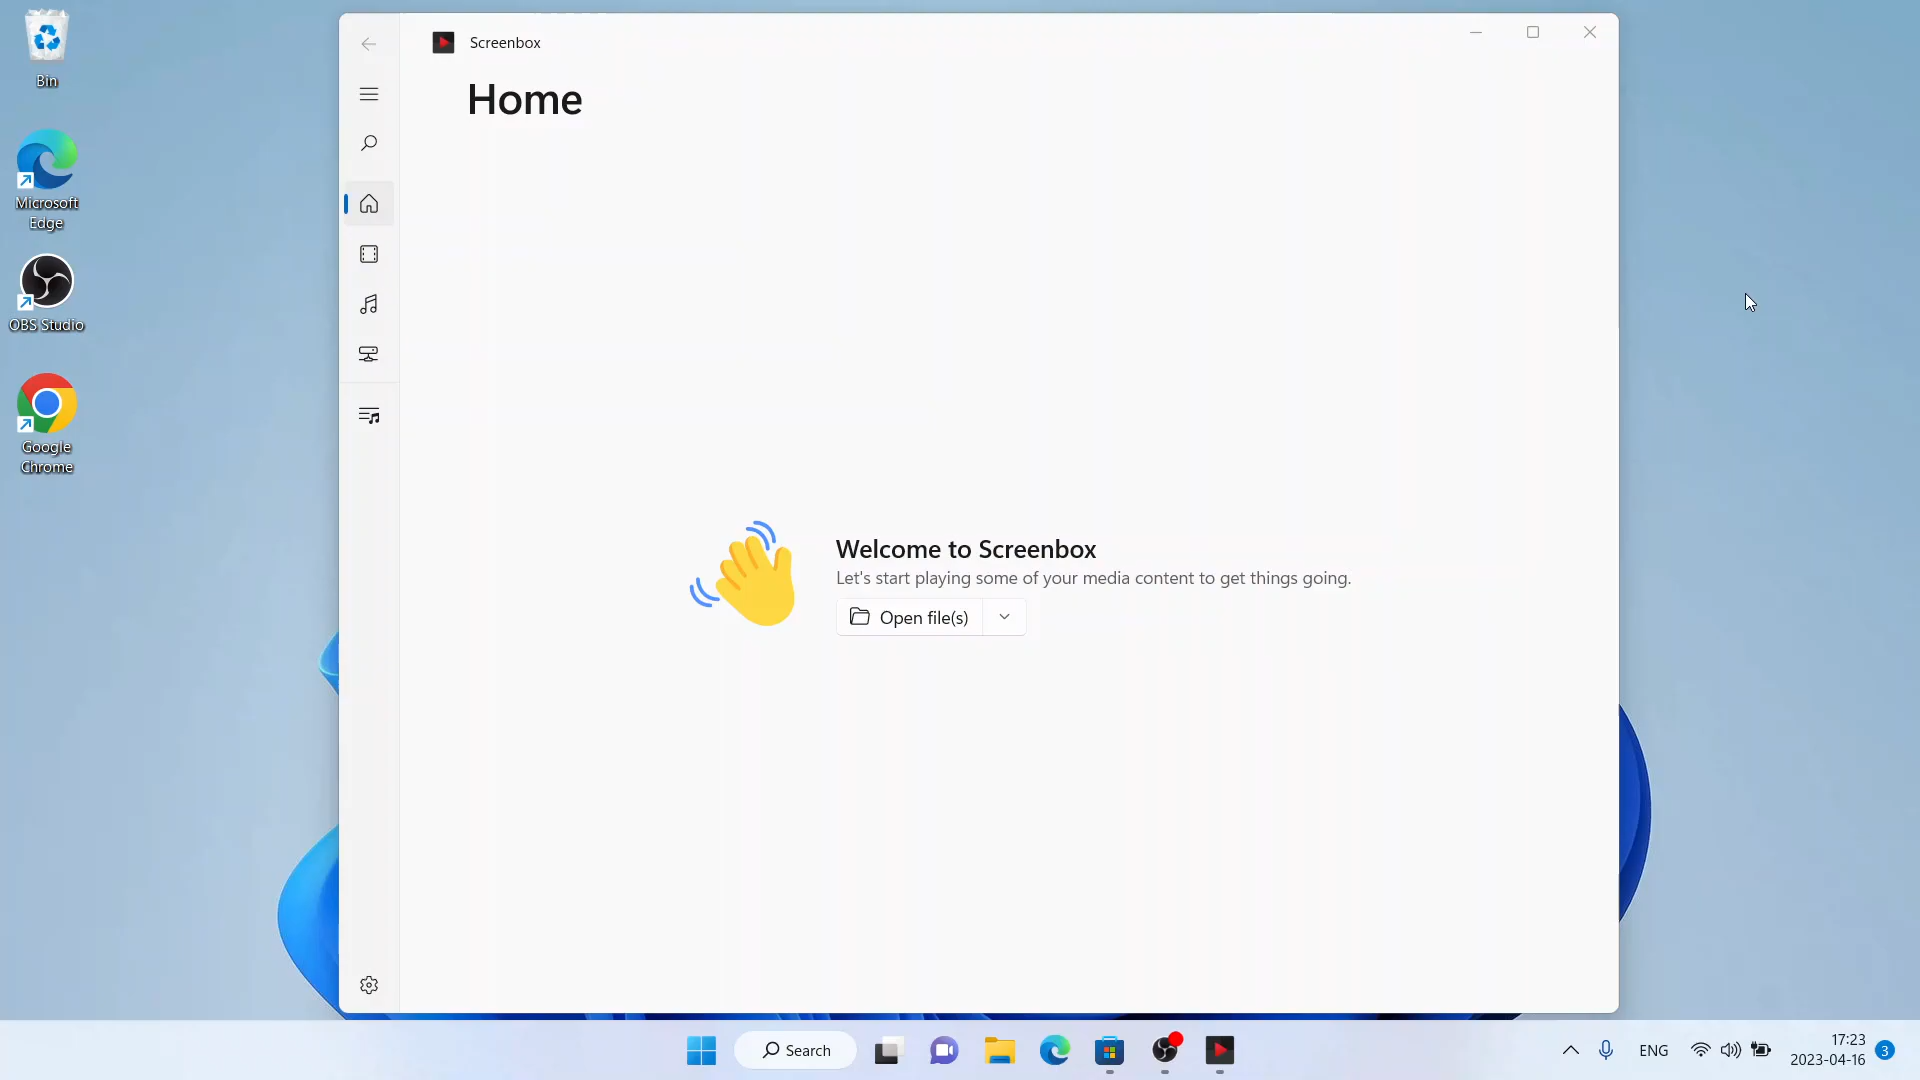 Bin
Microsoft
Edge
OBS Studio
Google
Chrome
Screenbox
Home
Welcome to Screenbox
Let's start playing some of your media content to get things going.
Open file(s)
Search
ENG
17:23
2023-04-16
3